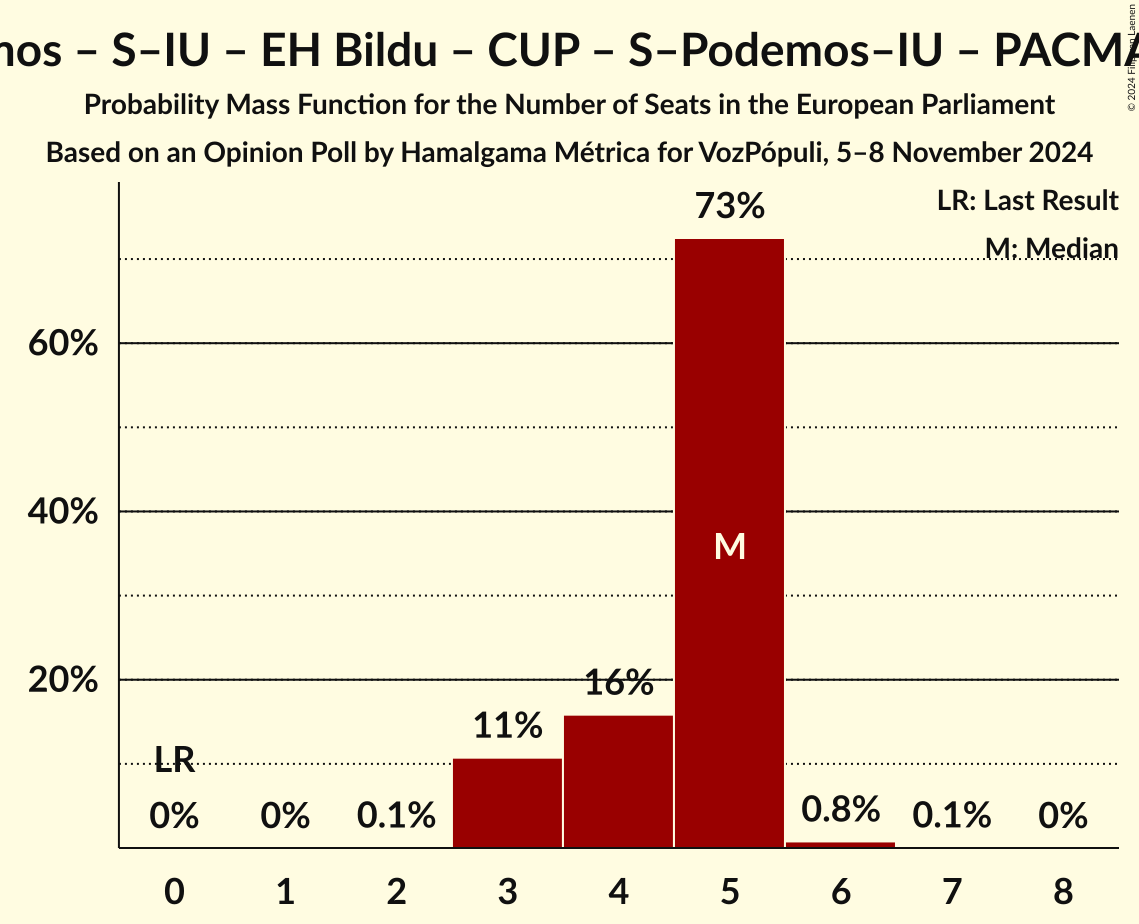 – S–IU – EH Bildu – CUP – S–Podemos–IU –
© 2024 Filip van Laenen
Probability Mass Function for the Number of Seats in the European Parliament
Based on an Opinion Poll by Hamalgama Métrica for VozPópuli, 5–8 November 2024
LR: Last Result
M: Median
73%
60%
40%
M
20%
16%
11%
LR
0% 0% 0.1% 0.8% 0.1% 0%
0 1 2 3 4 5 6 7 8